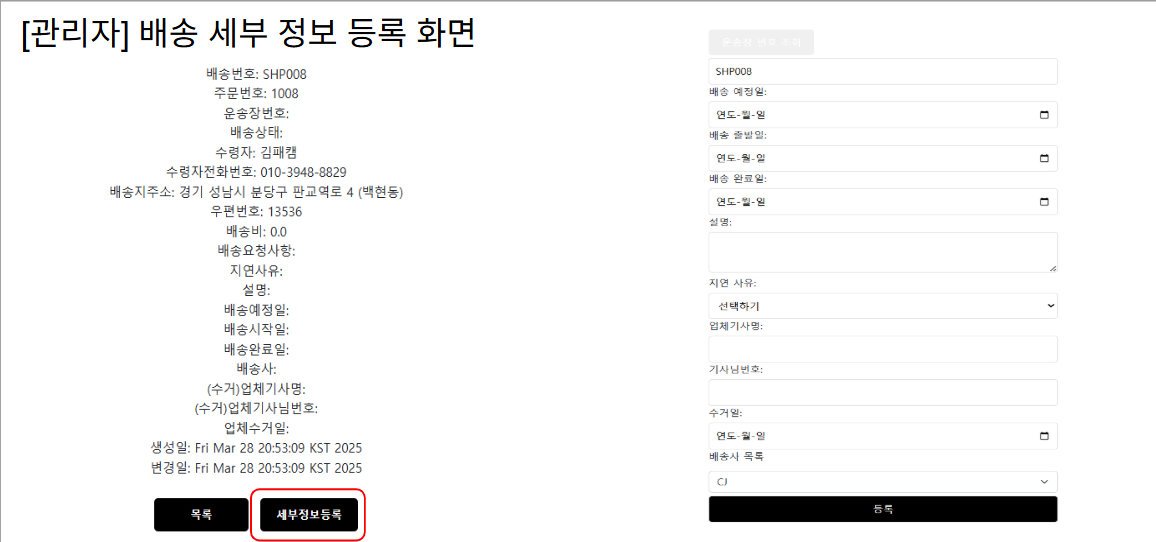 [관리자] 배송 세부 정보 등록 화면
배송번호: SHP008
주문번호: 1008
운송장번호:
배송상태:
수령자: 김패캠
수령자전화번호: 010-3948-8829
배송지주소: 경기 성남시 분당구 판교역로 4 (백현동)
우편번호: 13536
배송비: 0.0
배송요청사항:
지연사유:
설명:
배송예정일:
배송시작일:
배송완료일:
배송사:
(수거)업체기사명:
(수거)업체기사님번호:
업체수거일:
생성일: Fri Mar 28 20:53:09 KST 2025
변경일: Fri Mar 28 20:53:09 KST 2025
목록
세부정보등록
운송장 번호 조회
SHP008
배송 예정일:
연도-월-일
배송 출발일:
연도-월-일
배송 완료일:
연도-월-일
설명:
지연 사유:
선택하기
업체기사명:
기사님번호:
수거일:
연도-월-일
배송사 목록
CJ
등록